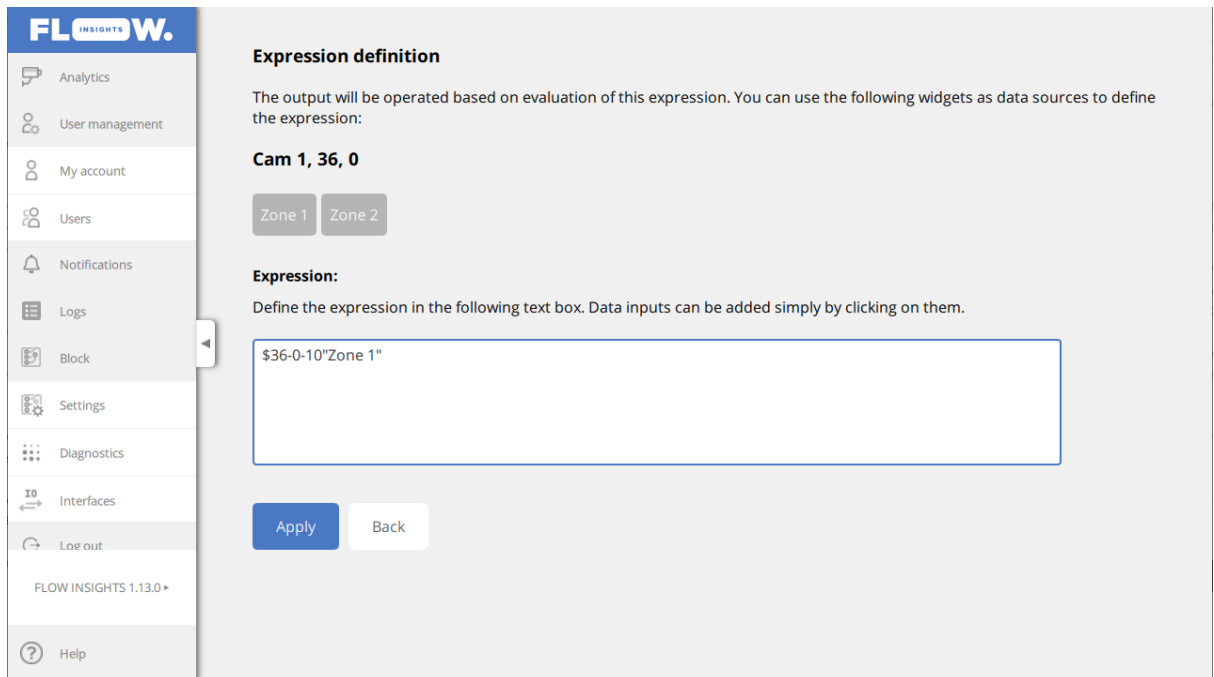 FLOW.
INSIGHTS
Analytics
User management
My account
Users
Notifications
Logs
Block
Settings
Diagnostics
IO
Interfaces
Log out
FLOW INSIGHTS 1.13.0
? Help
Expression definition
The output will be operated based on evaluation of this expression. You can use the following widgets as data sources to define
the expression:
Cam 1, 36, 0
Zone 1 Zone 2
Expression:
Define the expression in the following text box. Data inputs can be added simply by clicking on them.
$36-0-10"Zone 1"
Apply Back